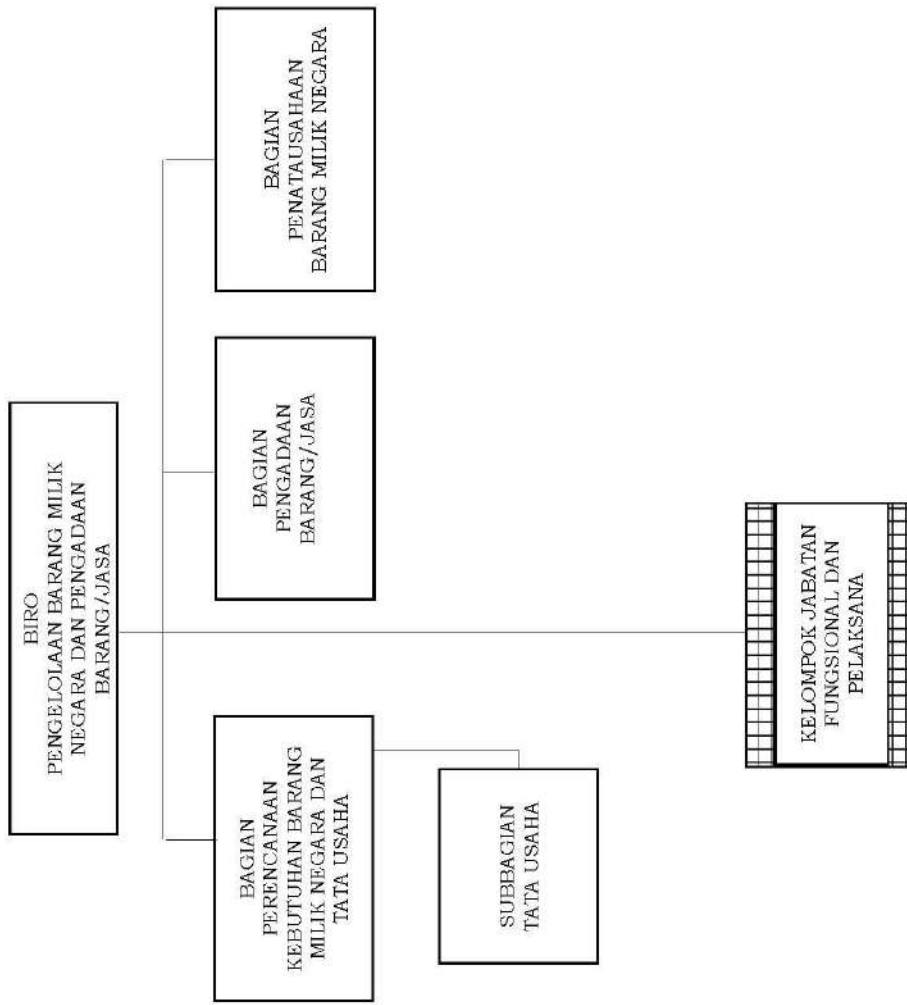 BIRO
PENGELOLAAN BARANG MILIK
NEGARA DAN PENGADAAN
BARANG/JASA
BAGIAN
PERENCANAAN
KEBUTUHAN BARANG
MILIK NEGARA DAN
TATA USAHA
BAGIAN
PENGADAAN
BARANG/JASA
BAGIAN
PENATAUSAHAAN
BARANG MILIK NEGARA
SUBBAGIAN
TATA USAHA
KELOMPOK JABATAN
FUNGSIONAL DAN
PELAKSANA